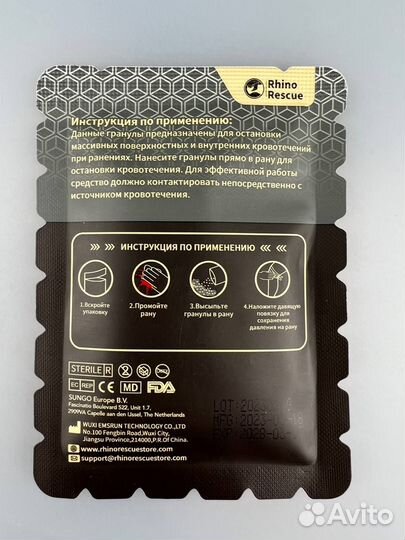 Rhino
Rescue
Инструкция по применению:
Данные гранулы предназначены для остановки
массивных поверхностных и внутренних кровотечений
при ранениях. Нанесите гранулы прямо в рану для
остановки кровотечения. Для эффективной работы
средство должно контактировать непосредственно с
источником кровотечения.
ИНСТРУКЦИЯ ПО ПРИМЕНЕНИЮ
1.Вскройте
упаковку
2.Промойте
рану
3.Высыпьте
гранулы в рану
4.Наложите давящую
повязку для
сохранения
давления на рану
STERILE R
EC REP CE MD FDA
SUNGO Europe B.V.
Fascinatio Boulevard 522, Unit 1.7,
2909VA Capelle aan den IJssel, The Netherlands
WUXI EMSRUN TECHNOLOGY CO.,LTD
No.100 Fengbin Road,Wuxi City,
Jiangsu Province,214000,P.R.Of China.
www.rhinorescuestore.com
support@rhinorescuestore.com
LOT:
MFG:
EXP:
Avito